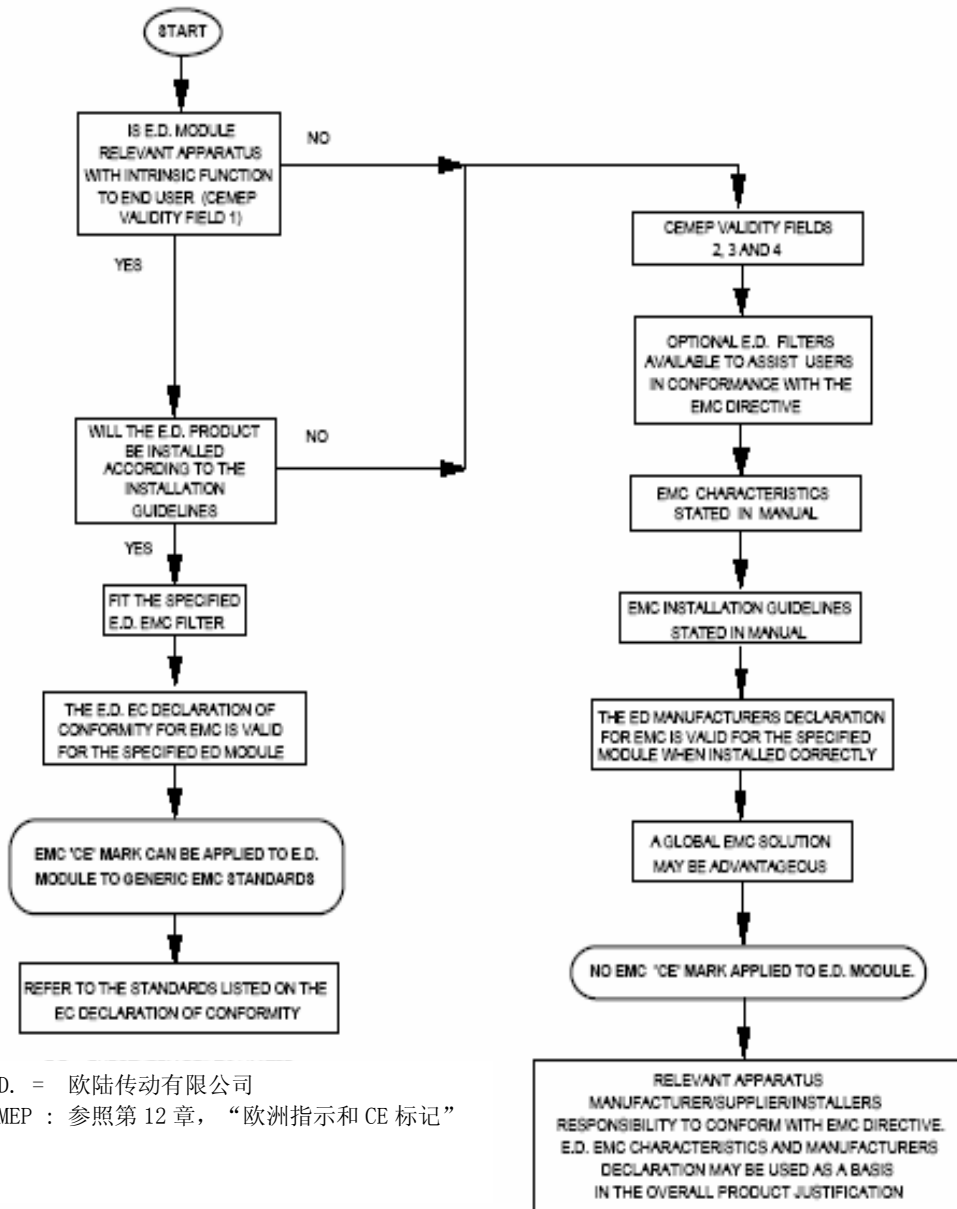 START
IS E.D. MODULE
RELEVANT APPARATUS
WITH INTRINSIC FUNCTION
TO END USER (CEMEP
VALIDITY FIELD 1)
NO
YES
WILL THE E.D. PRODUCT
BE INSTALLED
ACCORDING TO THE
INSTALLATION
GUIDELINES
NO
YES
FIT THE SPECIFIED
E.D. EMC FILTER
THE E.D. EC DECLARATION OF
CONFORMITY FOR EMC IS VALID
FOR THE SPECIFIED ED MODULE
EMC 'CE' MARK CAN BE APPLIED TO E.D.
MODULE TO GENERIC EMC STANDARDS
REFER TO THE STANDARDS LISTED ON THE
EC DECLARATION OF CONFORMITY
CEMEP VALIDITY FIELDS
2, 3 AND 4
OPTIONAL E.D. FILTERS
AVAILABLE TO ASSIST USERS
IN CONFORMANCE WITH THE
EMC DIRECTIVE
EMC CHARACTERISTICS
STATED IN MANUAL
EMC INSTALLATION GUIDELINES
STATED IN MANUAL
THE ED MANUFACTURERS DECLARATION
FOR EMC IS VALID FOR THE SPECIFIED
MODULE WHEN INSTALLED CORRECTLY
A GLOBAL EMC SOLUTION
MAY BE ADVANTAGEOUS
NO EMC 'CE' MARK APPLIED TO E.D. MODULE.
RELEVANT APPARATUS
MANUFACTURER/SUPPLIER/INSTALLERS
RESPONSIBILITY TO CONFORM WITH EMC DIRECTIVE.
E.D. EMC CHARACTERISTICS AND MANUFACTURERS
DECLARATION MAY BE USED AS A BASIS
IN THE OVERALL PRODUCT JUSTIFICATION
D. = 欧陆传动有限公司
MEP : 参照第 12 章，“欧洲指示和 CE 标记”